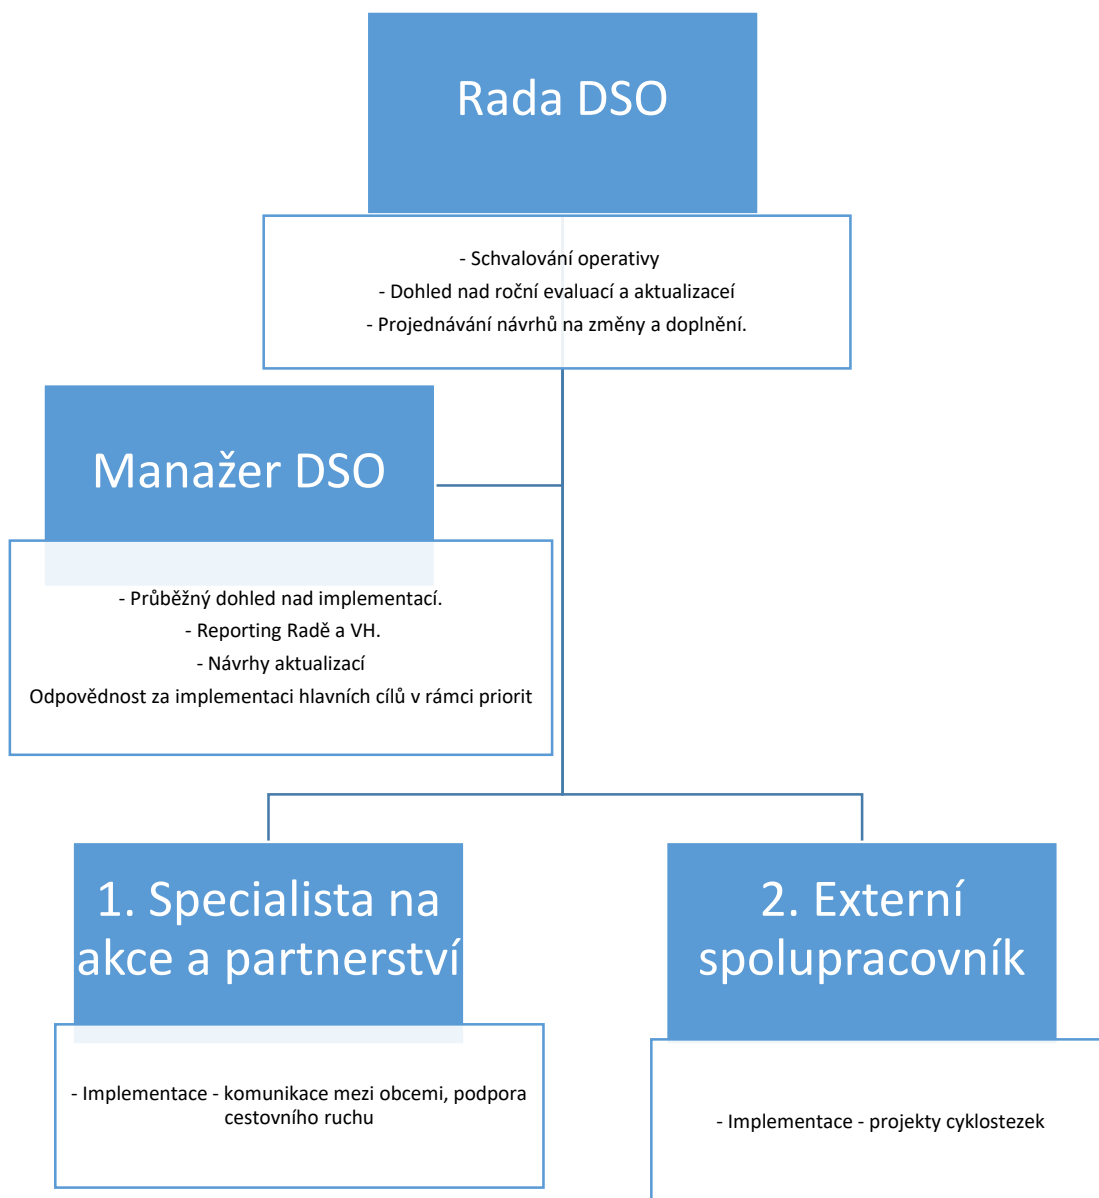 Rada DSO
- Schvalování operativy
- Dohled nad roční evaluací a aktualizaceí
- Projednávání návrhů na změny a doplnění.
Manažer DSO
- Průběžný dohled nad implementací.
- Reporting Radě a VH.
- Návrhy aktualizací
Odpovědnost za implementaci hlavních cílů v rámci priorit
1. Specialista na
akce a partnerství
- Implementace - komunikace mezi obcemi, podpora
cestovního ruchu
2. Externí
spolupracovník
- Implementace - projekty cyklostezek